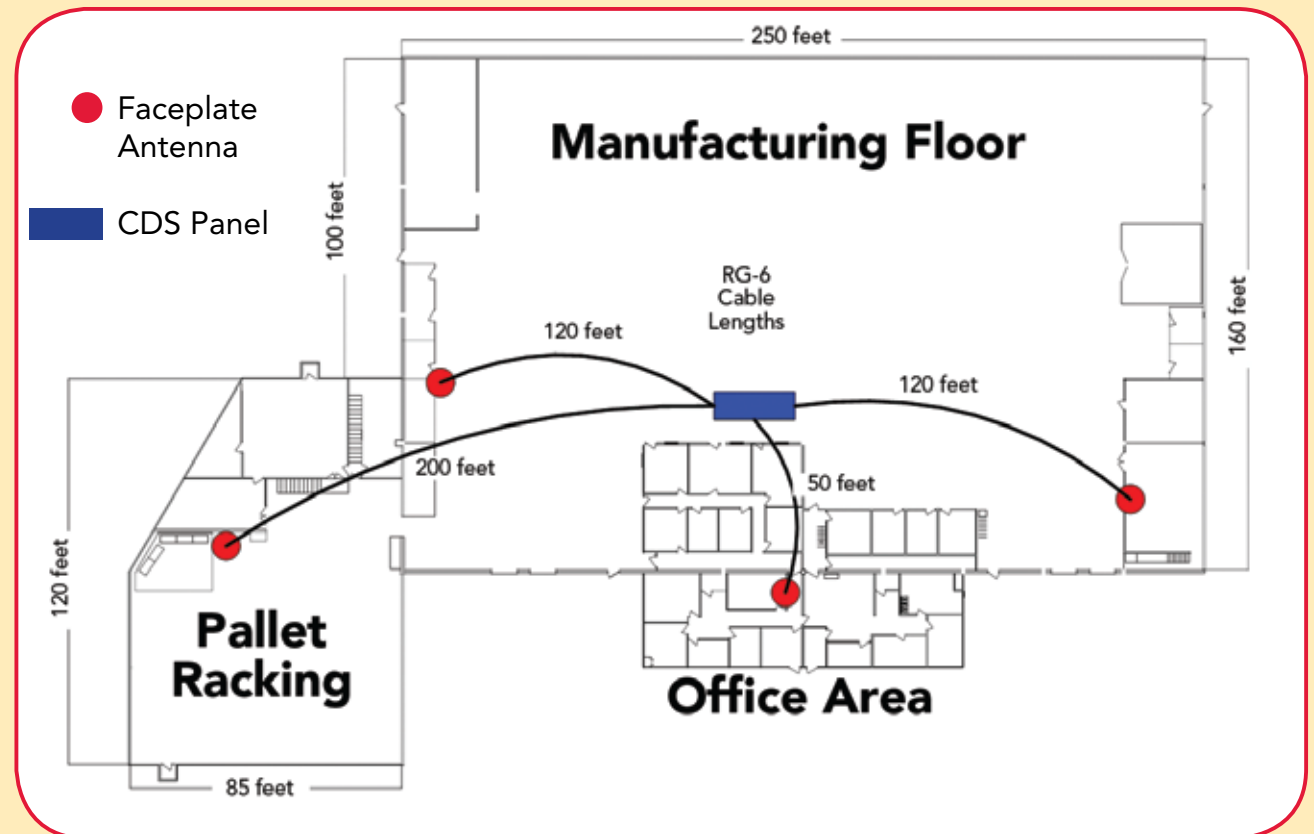 250 feet
Faceplate
Antenna
CDS Panel
Manufacturing Floor
100 feet
160 feet
RG-6
Cable
Lengths
120 feet
120 feet
200 feet
50 feet
120 feet
Pallet
Racking
Office Area
85 feet